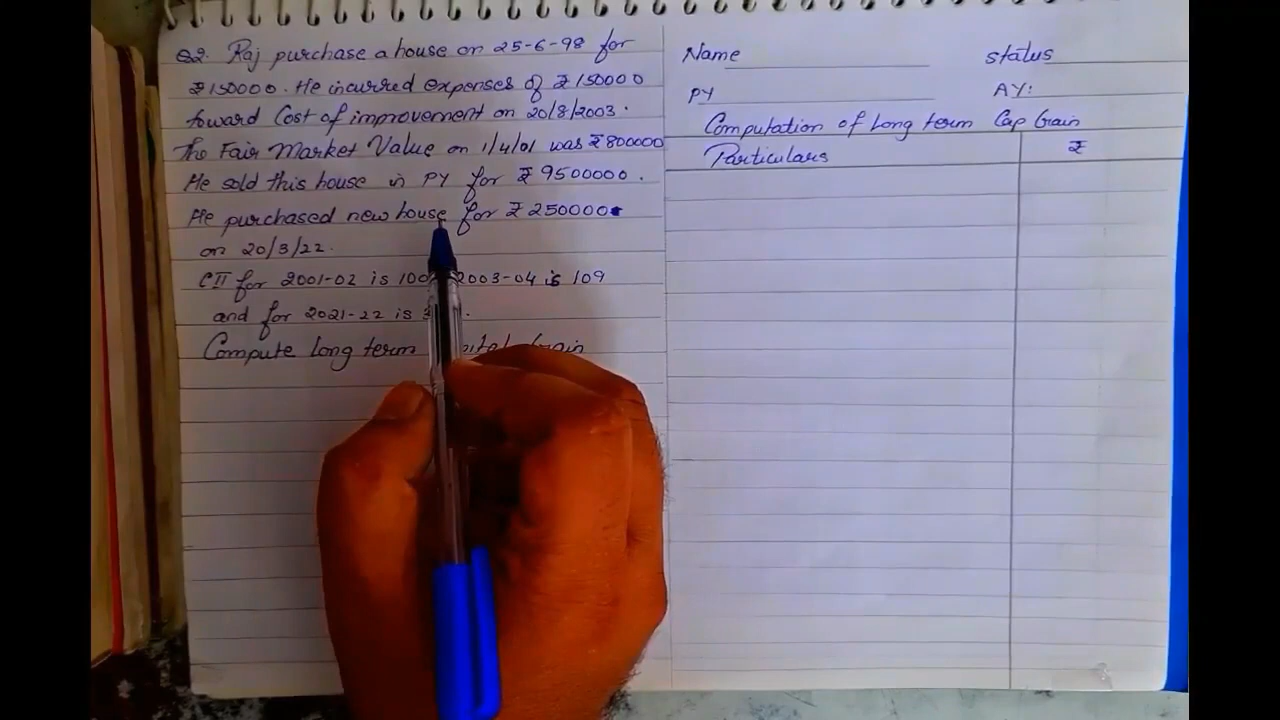 Q2. Raj purchase a house on 25-6-98 for
₹150000. He incurred expenses of ₹150000
toward Cost of improvement on 20/8/2003.
The Fair Market Value on 1/4/01 was ₹800000
He sold this house in PY for ₹9500000.
He purchased new house for ₹250000
on 20/3/22.
CII for 2001-02 is 100 2003-04 is 109
and for 2021-22 is
Compute long term Gain
Name status
PY AY:
Computation of Long term Cap Gain
Particulars ₹